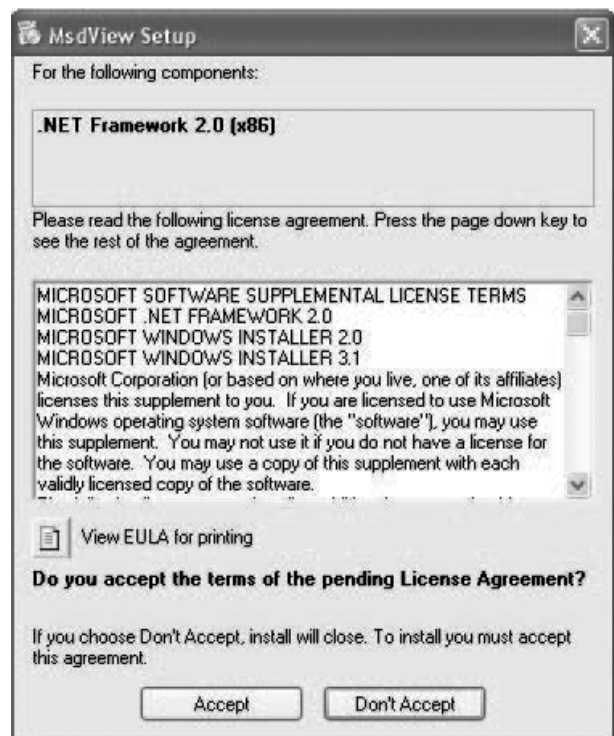 MsdView Setup
For the following components:
.NET Framework 2.0 (x86)
Please read the following license agreement. Press the page down key to
see the rest of the agreement.
MICROSOFT SOFTWARE SUPPLEMENTAL LICENSE TERMS
MICROSOFT .NET FRAMEWORK 2.0
MICROSOFT WINDOWS INSTALLER 2.0
MICROSOFT WINDOWS INSTALLER 3.1
Microsoft Corporation (or based on where you live, one of its affiliates)
licenses this supplement to you. If you are licensed to use Microsoft
Windows operating system software (the "software"), you may use
this supplement. You may not use it if you do not have a license for
the software. You may use a copy of this supplement with each
validly licensed copy of the software.
View EULA for printing
Do you accept the terms of the pending License Agreement?
If you choose Don't Accept, install will close. To install you must accept
this agreement.
Accept
Don't Accept